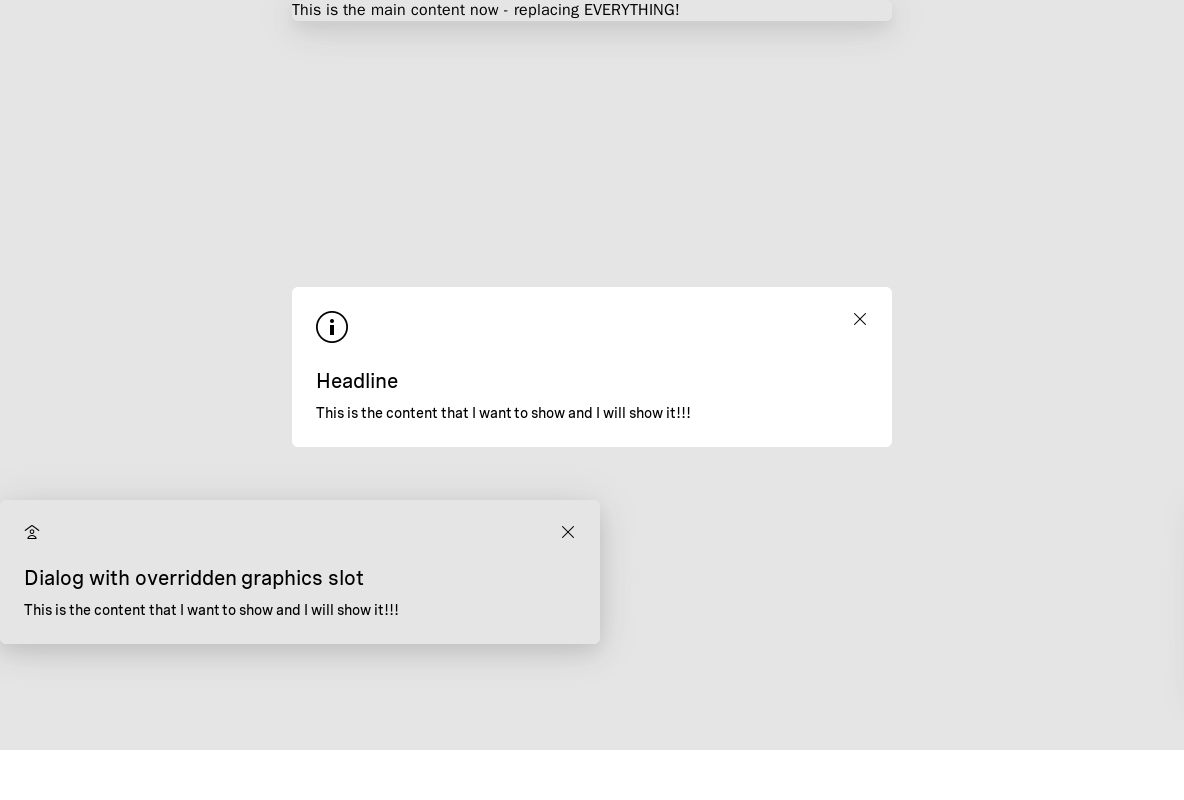 This is the main content now - replacing EVERYTHING!
Headline
This is the content that I want to show and I will show it!!!
Dialog with overridden graphics slot
This is the content that I want to show and I will show it!!!